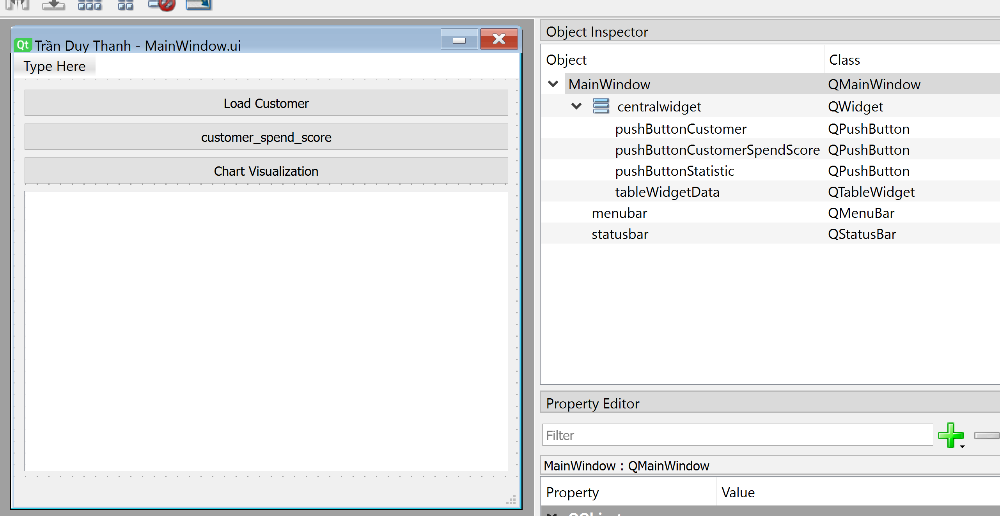 Qt Trần Duy Thanh - MainWindow.ui
Type Here
Load Customer
customer_spend_score
Chart Visualization
Object Inspector
Object Class
MainWindow QMainWindow
centralwidget QWidget
pushButtonCustomer QPushButton
pushButtonCustomerSpendScore QPushButton
pushButtonStatistic QPushButton
tableWidgetData QTableWidget
menubar QMenuBar
statusbar QStatusBar
Property Editor
Filter
MainWindow : QMainWindow
Property Value